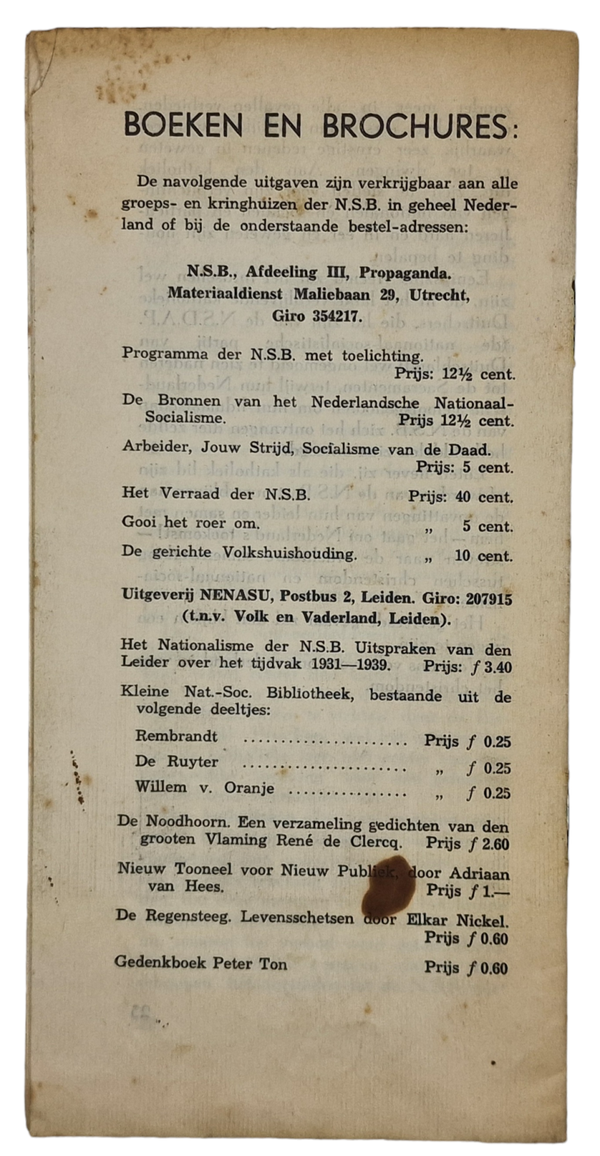 BOEKEN EN BROCHURES:
De navolgende uitgaven zijn verkrijgbaar aan alle
groeps- en kringhuizen der N.S.B. in geheel Neder-
land of bij de onderstaande bestel-adressen:
N.S.B., Afdeeling III, Propaganda.
Materiaaldienst Maliebaan 29, Utrecht,
Giro 354217.
Programma der N.S.B. met toelichting.
Prijs: 12½ cent.
De Bronnen van het Nederlandsche Nationaal-
Socialisme. Prijs 12½ cent.
Arbeider, Jouw Strijd, Socialisme van de Daad.
Prijs: 5 cent.
Het Verraad der N.S.B. Prijs: 40 cent.
Gooi het roer om. „ 5 cent.
De gerichte Volkshuishouding. „ 10 cent.
Uitgeverij NENASU, Postbus 2, Leiden. Giro: 207915
(t.n.v. Volk en Vaderland, Leiden).
Het Nationalisme der N.S.B. Uitspraken van den
Leider over het tijdvak 1931—1939. Prijs: ƒ 3.40
Kleine Nat.-Soc. Bibliotheek, bestaande uit de
volgende deeltjes:
Rembrandt ...................... Prijs ƒ 0.25
De Ruyter ...................... „ ƒ 0.25
Willem v. Oranje ................ „ ƒ 0.25
De Noodhoorn. Een verzameling gedichten van den
grooten Vlaming René de Clercq. Prijs ƒ 2.60
Nieuw Tooneel voor Nieuw Publiek, door Adriaan
van Hees. Prijs ƒ 1.—
De Regensteeg. Levensschetsen door Elkar Nickel.
Prijs ƒ 0.60
Gedenkboek Peter Ton Prijs ƒ 0.60